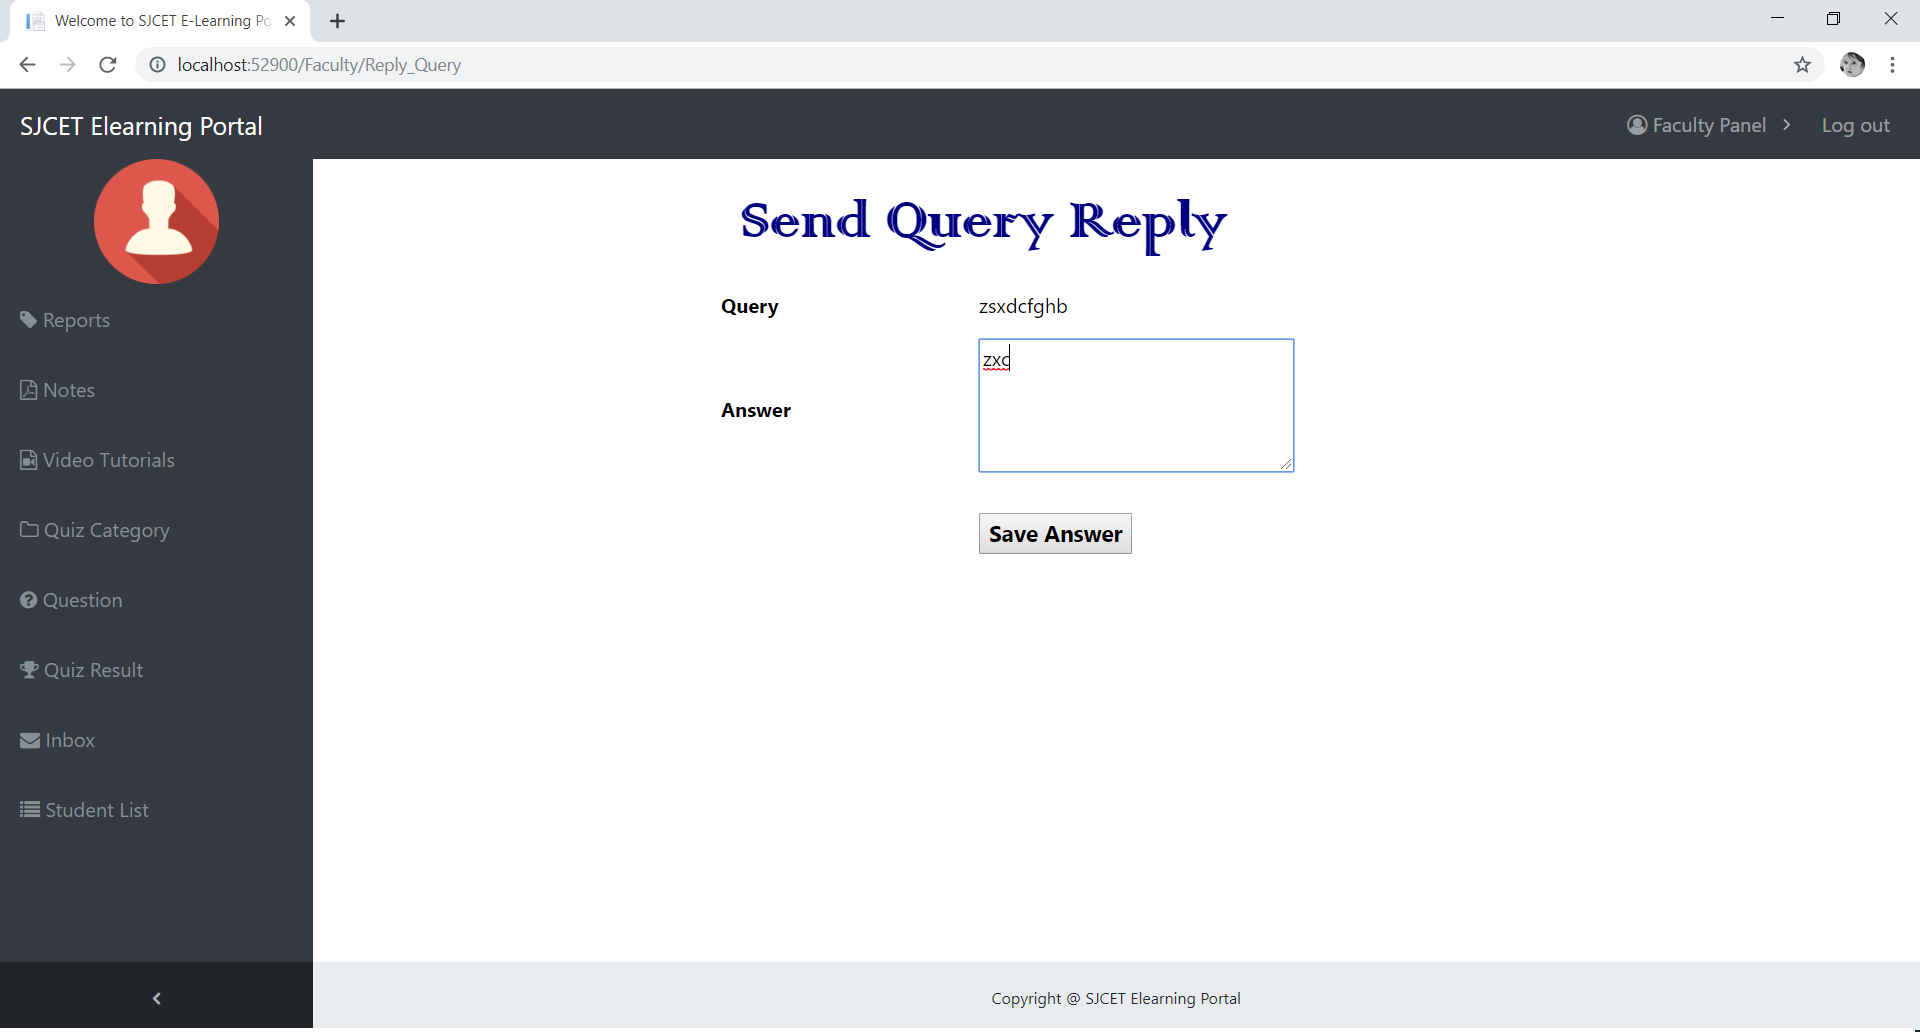 Welcome to SJCET E-Learning Po
localhost:52900/Faculty/Reply_Query
SJCET Elearning Portal
Faculty Panel
Log out
Reports
Notes
Video Tutorials
Quiz Category
Question
Quiz Result
Inbox
Student List
Send Query Reply
Query
zsxdcfghb
Answer
zxc
Save Answer
Copyright @ SJCET Elearning Portal